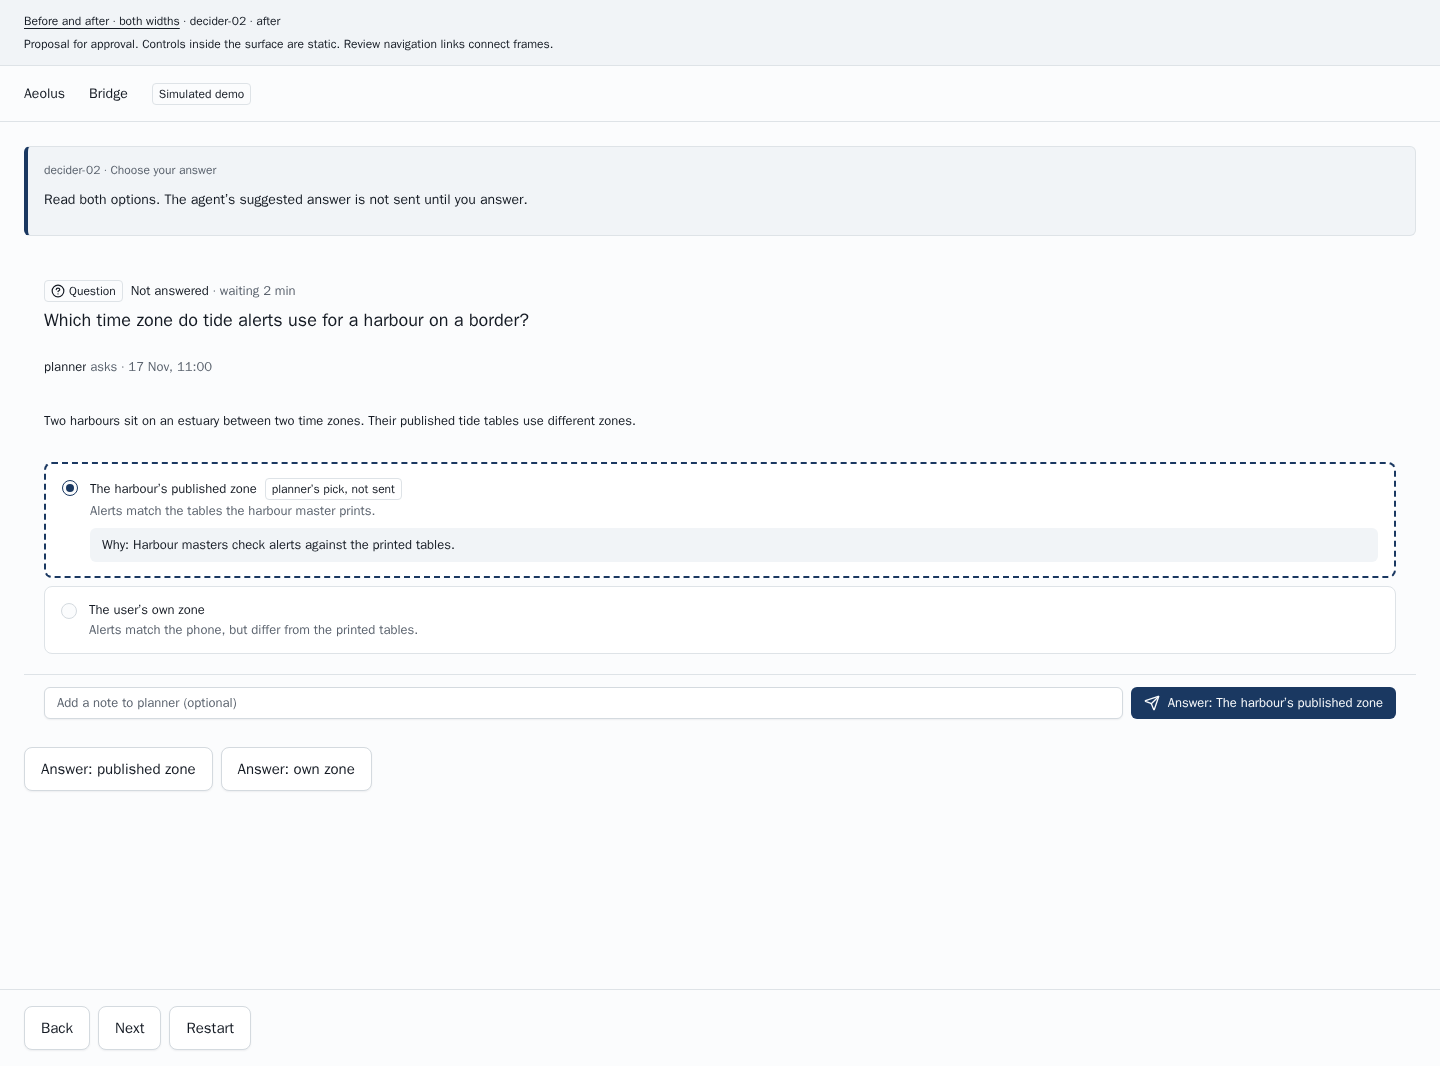 Before and after · both widths · decider-02 · after
Proposal for approval. Controls inside the surface are static. Review navigation links connect frames.
Aeolus Bridge Simulated demo
decider-02 · Choose your answer
Read both options. The agent's suggested answer is not sent until you answer.
Question Not answered · waiting 2 min
Which time zone do tide alerts use for a harbour on a border?
planner asks · 17 Nov, 11:00
Two harbours sit on an estuary between two time zones. Their published tide tables use different zones.
The harbour's published zone planner's pick, not sent
Alerts match the tables the harbour master prints.
Why: Harbour masters check alerts against the printed tables.
The user's own zone
Alerts match the phone, but differ from the printed tables.
Add a note to planner (optional) Answer: The harbour's published zone
Answer: published zone Answer: own zone
Back Next Restart